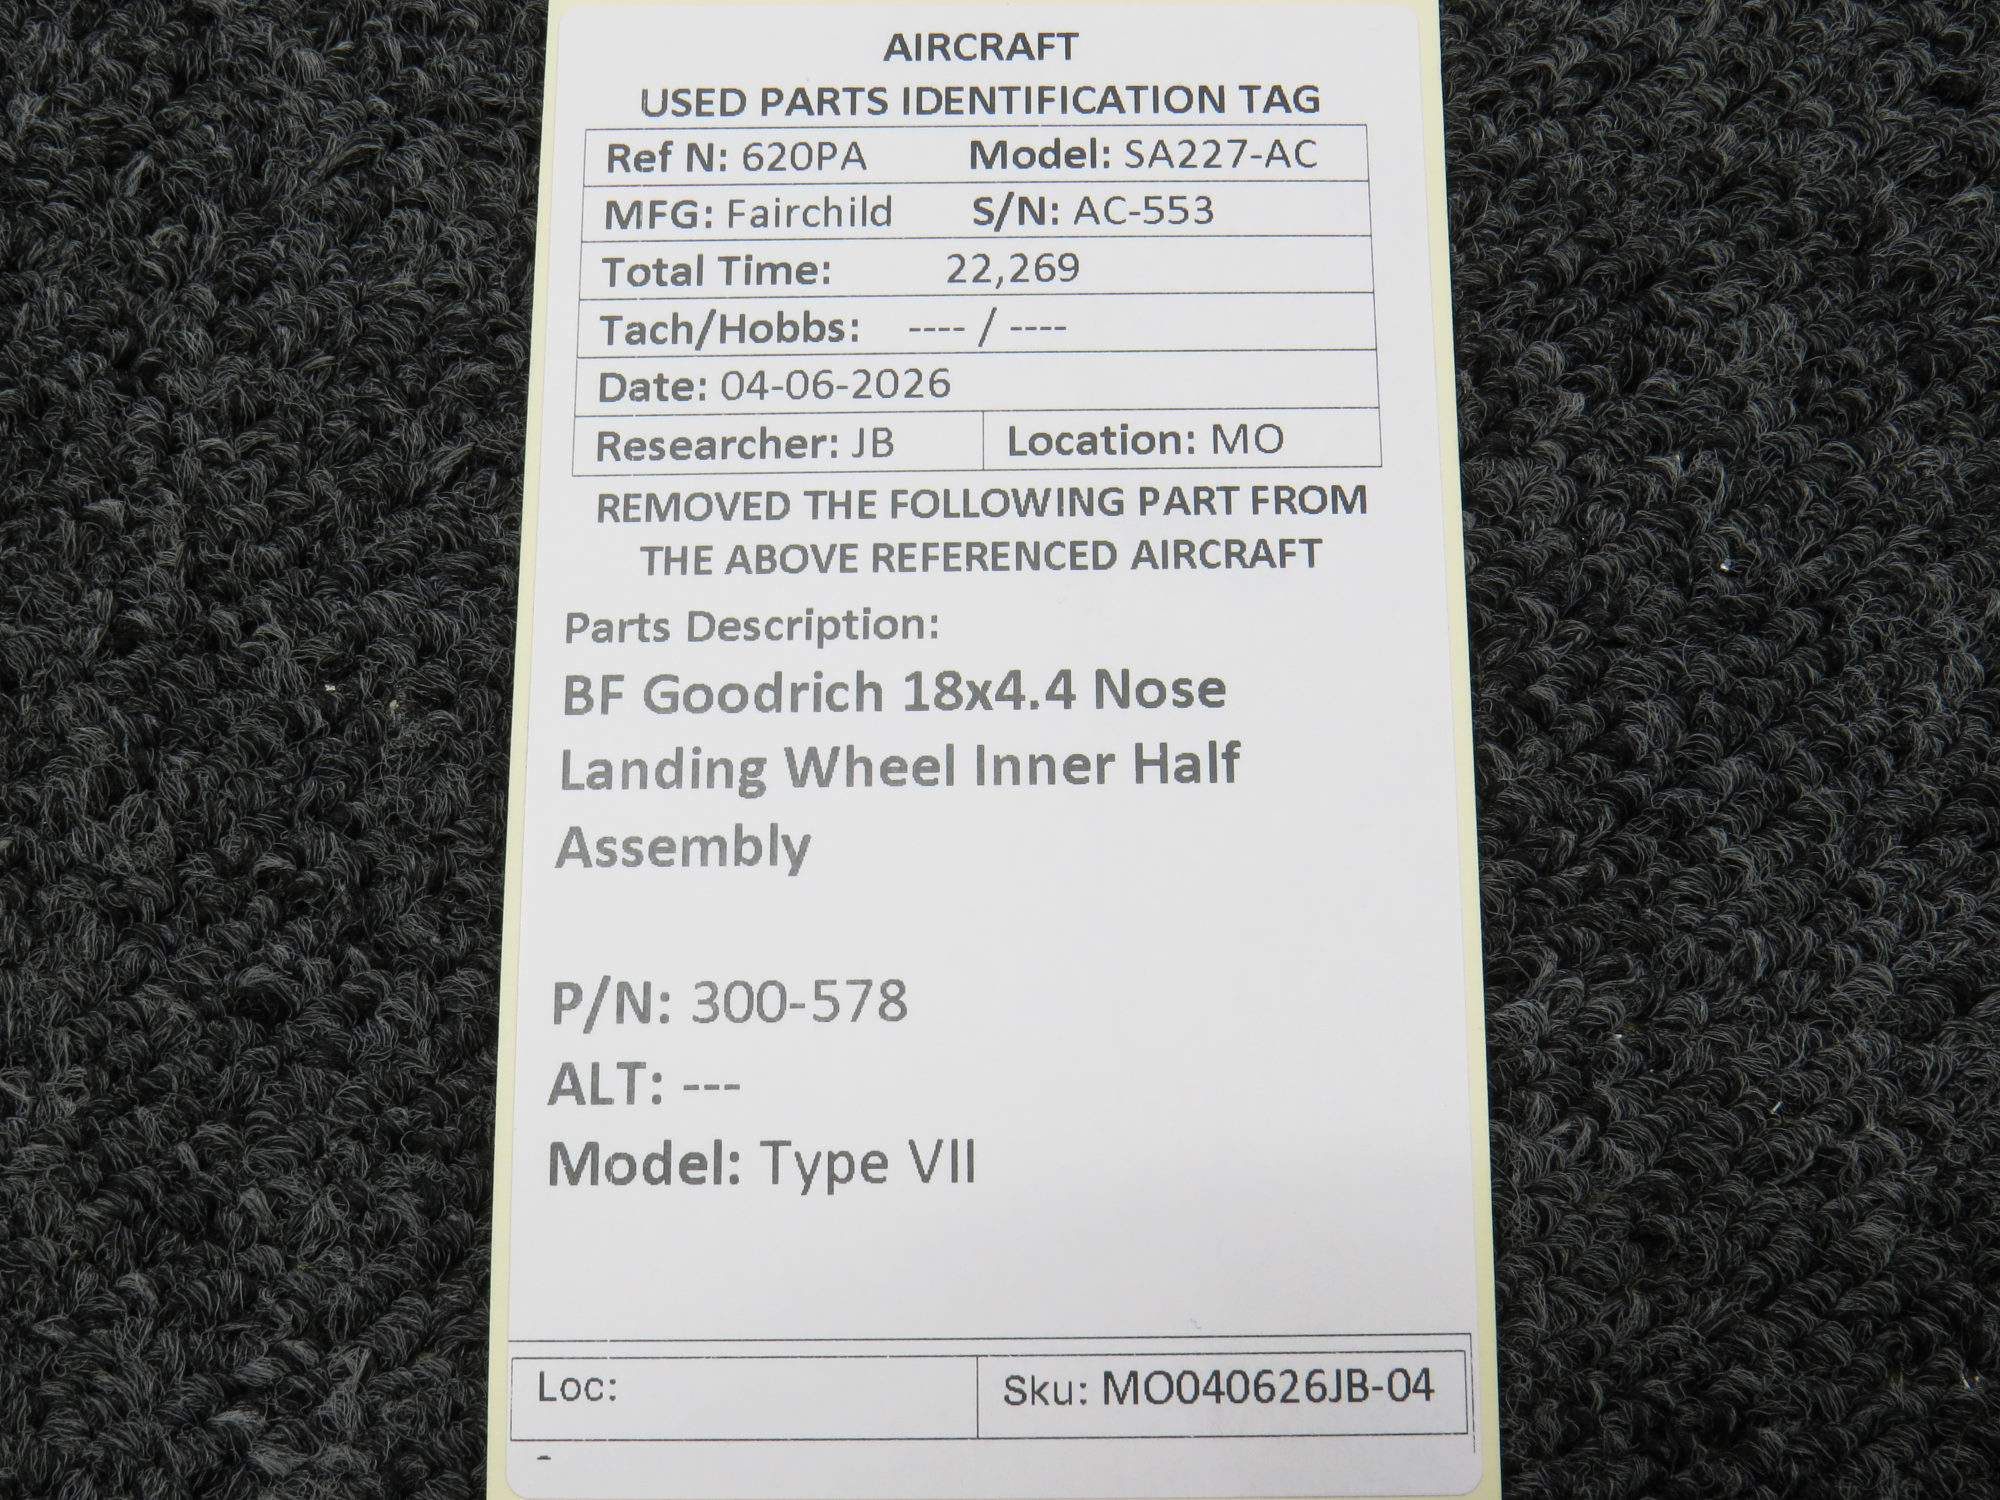 AIRCRAFT
USED PARTS IDENTIFICATION TAG
Ref N: 620PA Model: SA227-AC
MFG: Fairchild S/N: AC-553
Total Time: 22,269
Tach/Hobbs: ---- / ----
Date: 04-06-2026
Researcher: JB Location: MO
REMOVED THE FOLLOWING PART FROM
THE ABOVE REFERENCED AIRCRAFT
Parts Description:
BF Goodrich 18x4.4 Nose
Landing Wheel Inner Half
Assembly
P/N: 300-578
ALT: ---
Model: Type VII
Loc: Sku: MO040626JB-04